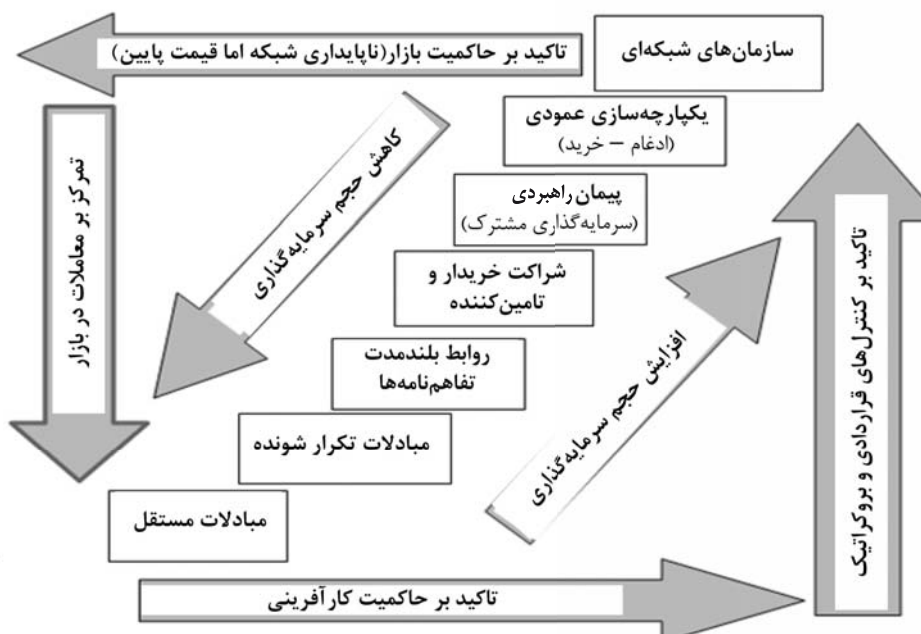 سازمان‌های شبکه‌ای
تاکید بر حاکمیت بازار(ناپایداری شبکه اما قیمت پایین)
یکپارچه‌سازی عمودی
(ادغام – خرید)
پیمان راهبردی
(سرمایه‌گذاری مشترک)
شراکت خریدار و
تامین‌کننده
روابط بلندمدت
تفاهم‌نامه‌ها
مبادلات تکرار شونده
مبادلات مستقل
تاکید بر کنترل‌های قراردادی و بروکراتیک
افزایش حجم سرمایه‌گذاری
کاهش حجم سرمایه‌گذاری
تمرکز بر معاملات در بازار
تاکید بر حاکمیت کارآفرینی